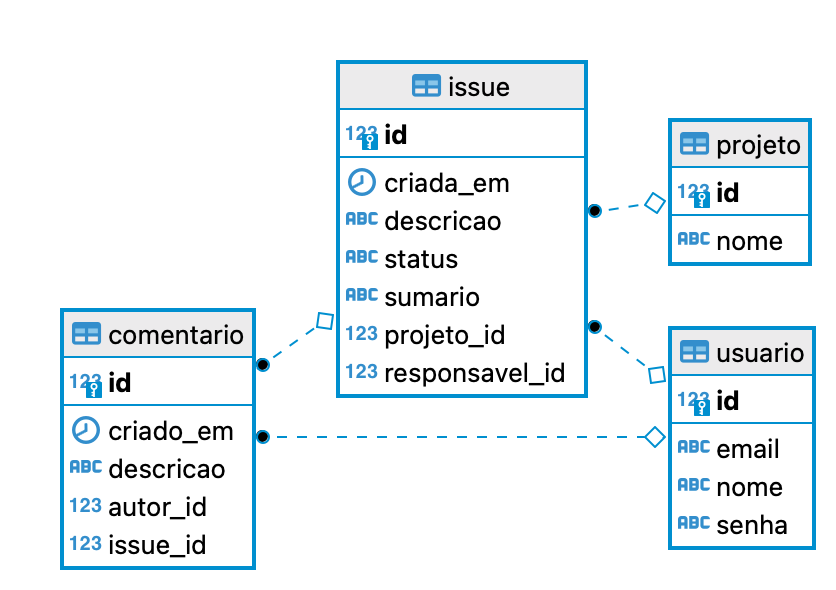 issue
123 id
criada_em
ABC descricao
ABC status
ABC sumario
123 projeto_id
123 responsavel_id
projeto
123 id
ABC nome
comentario
123 id
criado_em
ABC descricao
123 autor_id
123 issue_id
usuario
123 id
ABC email
ABC nome
ABC senha